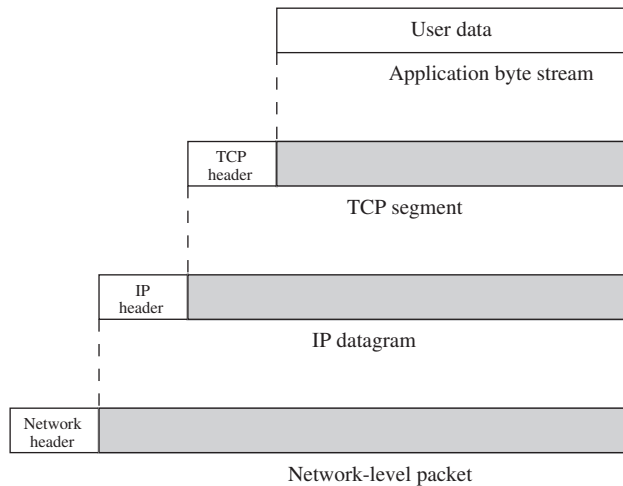 User data
Application byte stream
TCP
header
TCP segment
IP
header
IP datagram
Network
header
Network-level packet